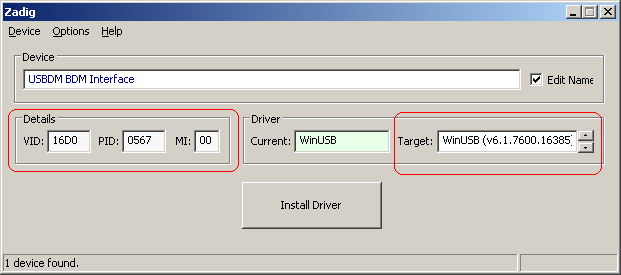 Zadig
Device Options Help
Device
USBDM BDM Interface
Edit Name
Details
VID: 16D0 PID: 0567 MI: 00
Driver
Current: WinUSB Target: WinUSB (v6.1.7600.16385)
Install Driver
1 device found.